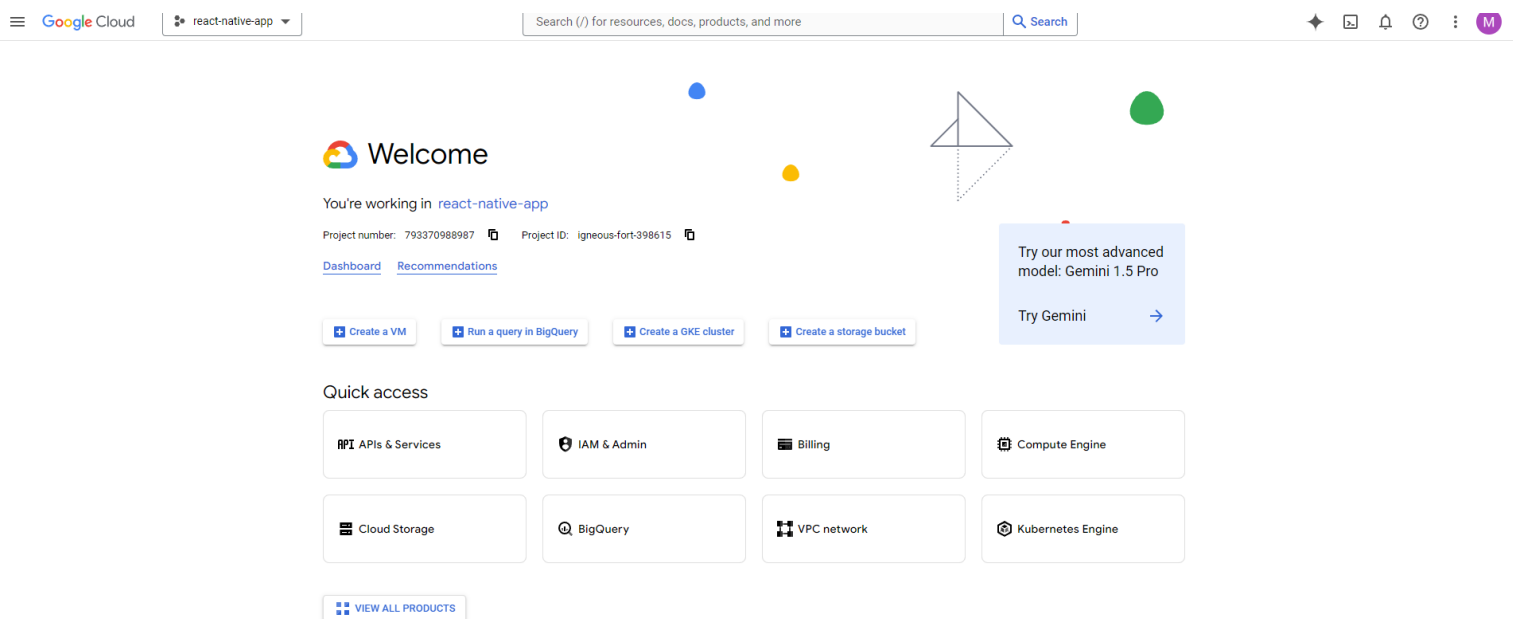 Google Cloud
react-native-app
Search (/) for resources, docs, products, and more
Search
M
Welcome
You're working in react-native-app
Project number: 793370988987 Project ID: igneous-fort-398615
Dashboard Recommendations
Try our most advanced
model: Gemini 1.5 Pro
Try Gemini
Create a VM
Run a query in BigQuery
Create a GKE cluster
Create a storage bucket
Quick access
API APIs & Services
IAM & Admin
Billing
Compute Engine
Cloud Storage
BigQuery
VPC network
Kubernetes Engine
VIEW ALL PRODUCTS